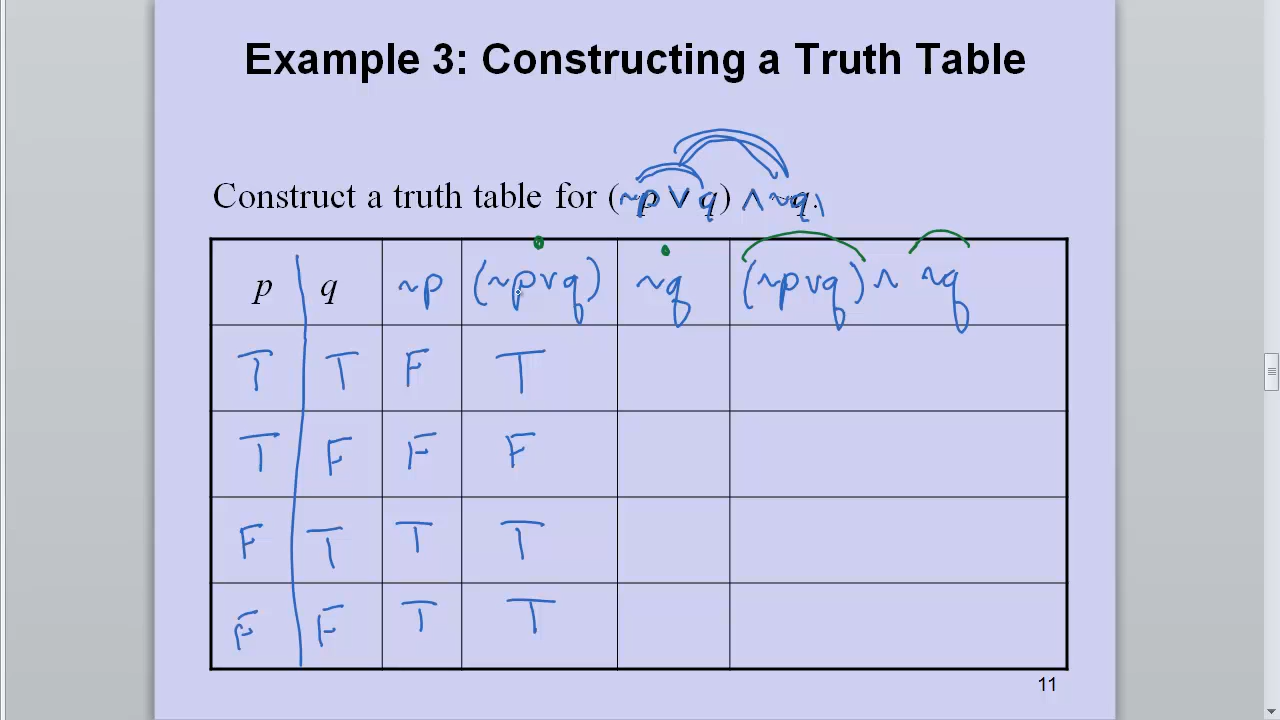 Example 3: Constructing a Truth Table
Construct a truth table for (~p ∨ q) ∧ ~q.
p q ~p (~p∨q) ~q (~p∨q) ∧ ~q
T T F T
T F F F
F T T T
F F T T
11